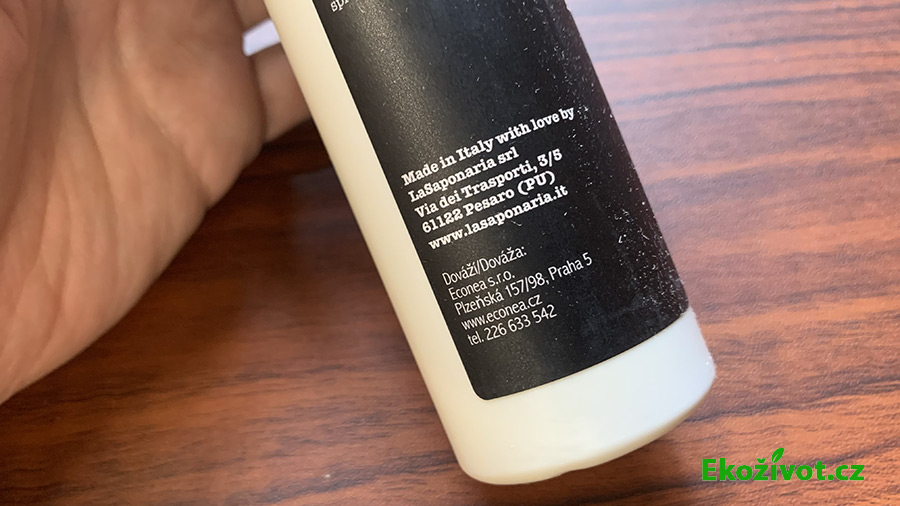 Made in Italy with love by
LaSaponaria srl
Via dei Trasporti, 3/5
61122 Pesaro (PU)
www.lasaponaria.it
Dováží/Dováža:
Econea s.r.o.
Plzeňská 157/98, Praha 5
www.econea.cz
tel. 226 633 542
Ekoživot.cz